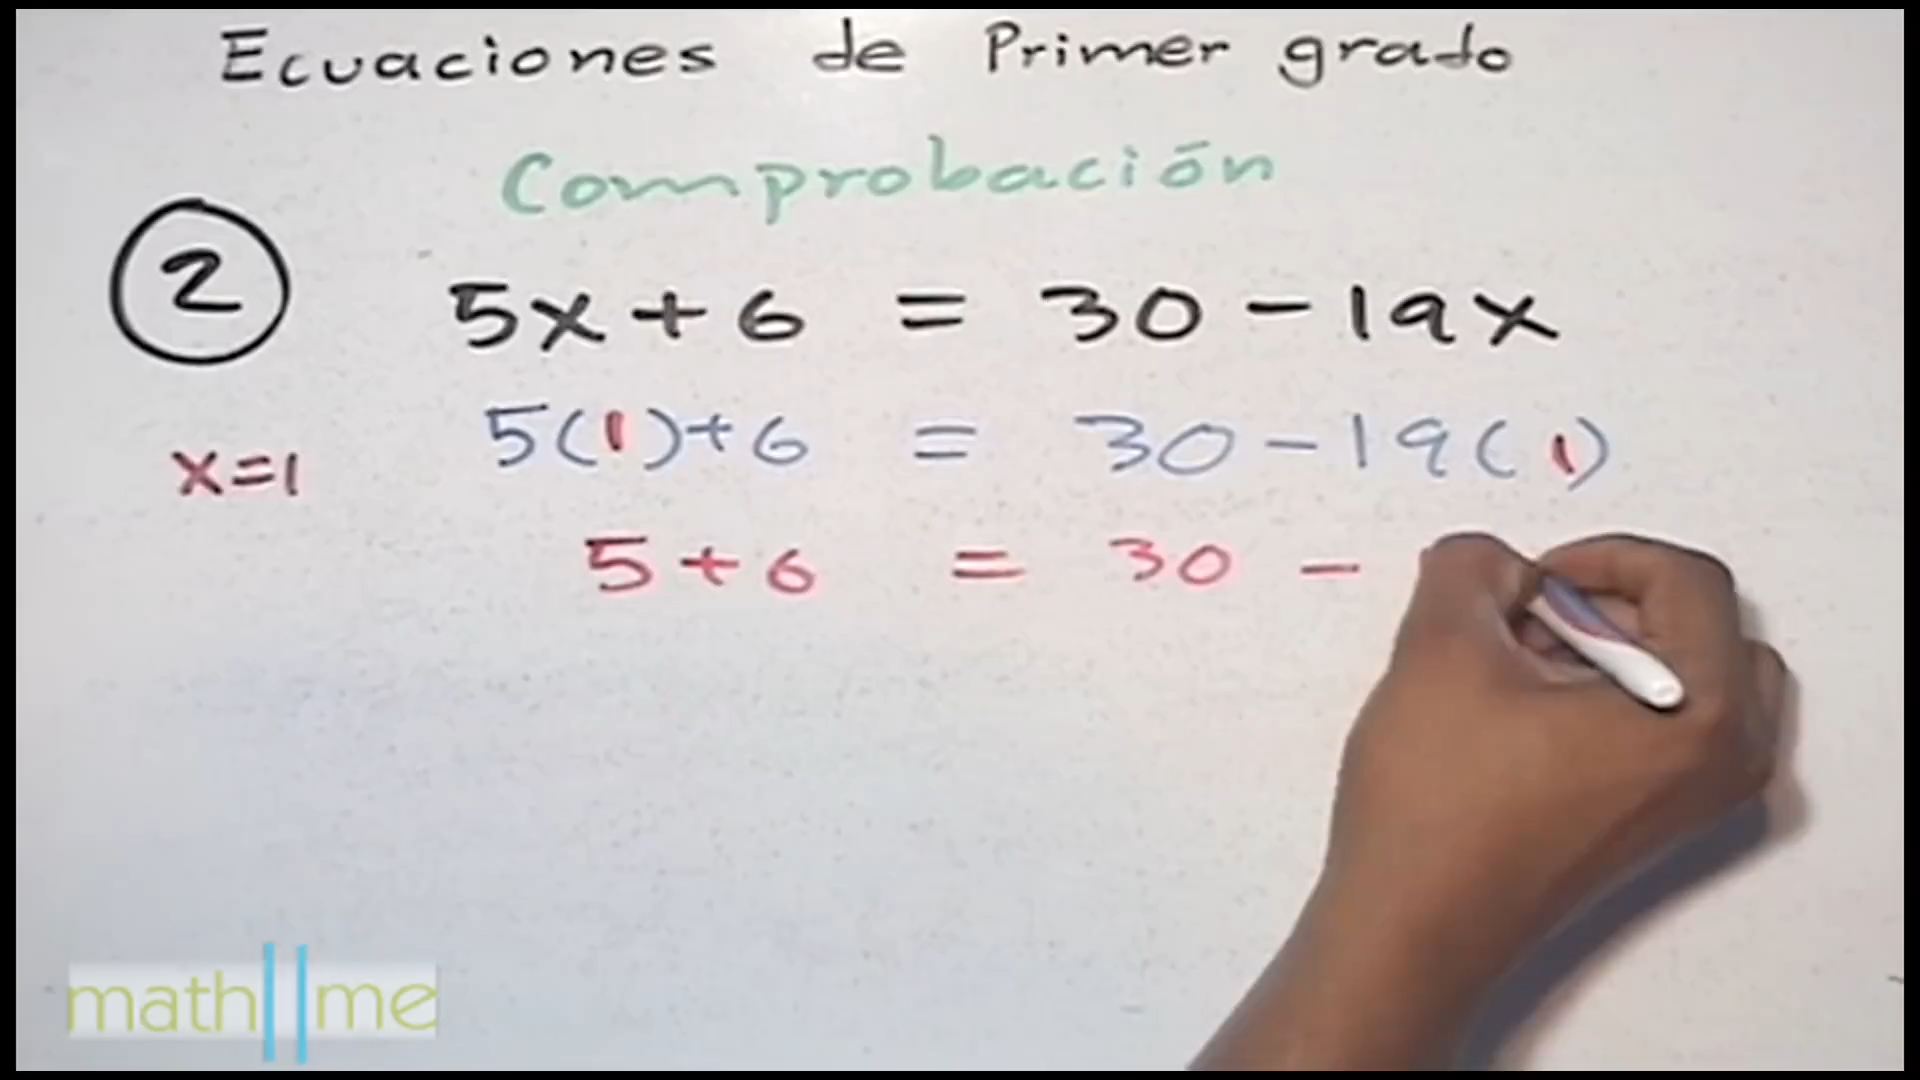 Ecuaciones de Primer grado
Comprobación
2 5x+6 = 30-19x
x=1 5(1)+6 = 30-19(1)
5+6 = 30 -
math||me